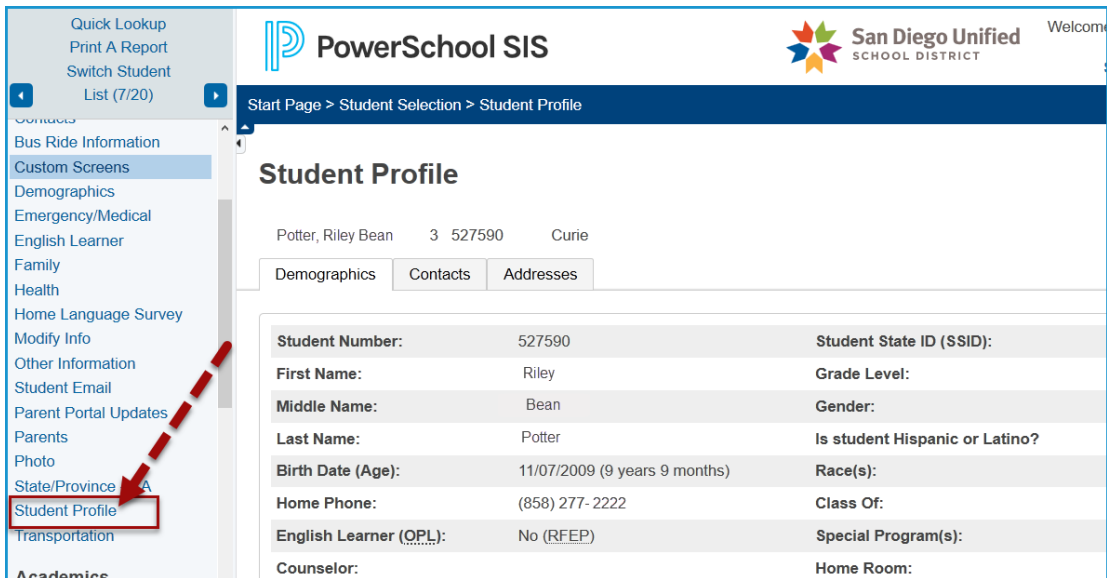 Quick Lookup
Print A Report
Switch Student
List (7/20)
Contacts
Bus Ride Information
Custom Screens
Demographics
Emergency/Medical
English Learner
Family
Health
Home Language Survey
Modify Info
Other Information
Student Email
Parent Portal Updates
Parents
Photo
State/Province A
Student Profile
Transportation
Academics
PowerSchool SIS
San Diego Unified
SCHOOL DISTRICT
Welcome
Start Page > Student Selection > Student Profile
Student Profile
Potter, Riley Bean 3 527590 Curie
Demographics Contacts Addresses
Student Number: 527590 Student State ID (SSID):
First Name: Riley Grade Level:
Middle Name: Bean Gender:
Last Name: Potter Is student Hispanic or Latino?
Birth Date (Age): 11/07/2009 (9 years 9 months) Race(s):
Home Phone: (858) 277-2222 Class Of:
English Learner (OPL): No (RFEP) Special Program(s):
Counselor: Home Room: